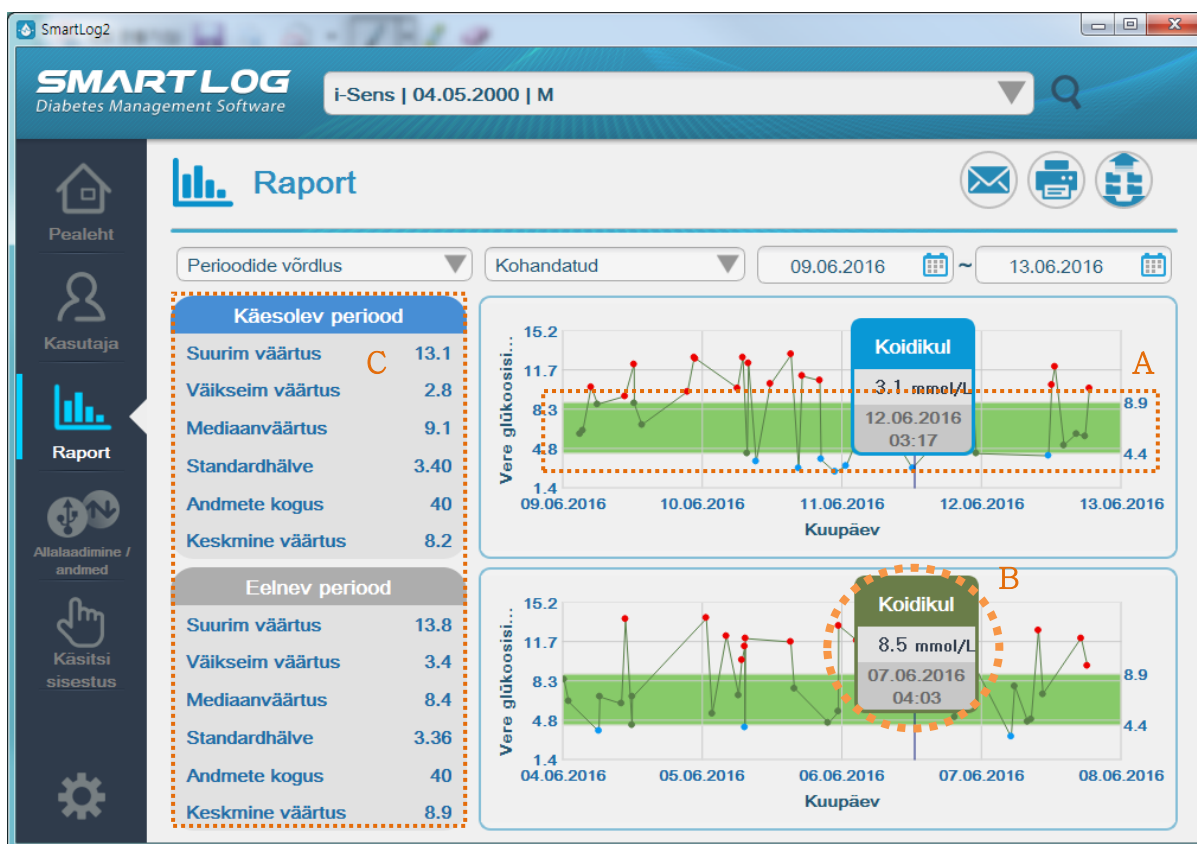 SmartLog2
SMART LOG
Diabetes Management Software
i-Sens | 04.05.2000 | M
Pealeht
Kasutaja
Raport
Allalaadimine /
andmed
Käsitsi
sisestus
Raport
Perioodide võrdlus
Kohandatud
09.06.2016 ~ 13.06.2016
Käesolev periood
Suurim väärtus 13.1
Väikseim väärtus 2.8
Mediaanväärtus 9.1
Standardhälve 3.40
Andmete kogus 40
Keskmine väärtus 8.2
C
Eelnev periood
Suurim väärtus 13.8
Väikseim väärtus 3.4
Mediaanväärtus 8.4
Standardhälve 3.36
Andmete kogus 40
Keskmine väärtus 8.9
Vere glükoosisi...
15.2
11.7
8.3
4.8
1.4
Koidikul
3.1 mmol/L
12.06.2016
03:17
A
8.9
4.4
09.06.2016 10.06.2016 11.06.2016 12.06.2016 13.06.2016
Kuupäev
Vere glükoosisi...
15.2
11.7
8.3
4.8
1.4
Koidikul
8.5 mmol/L
07.06.2016
04:03
B
8.9
4.4
04.06.2016 05.06.2016 06.06.2016 07.06.2016 08.06.2016
Kuupäev